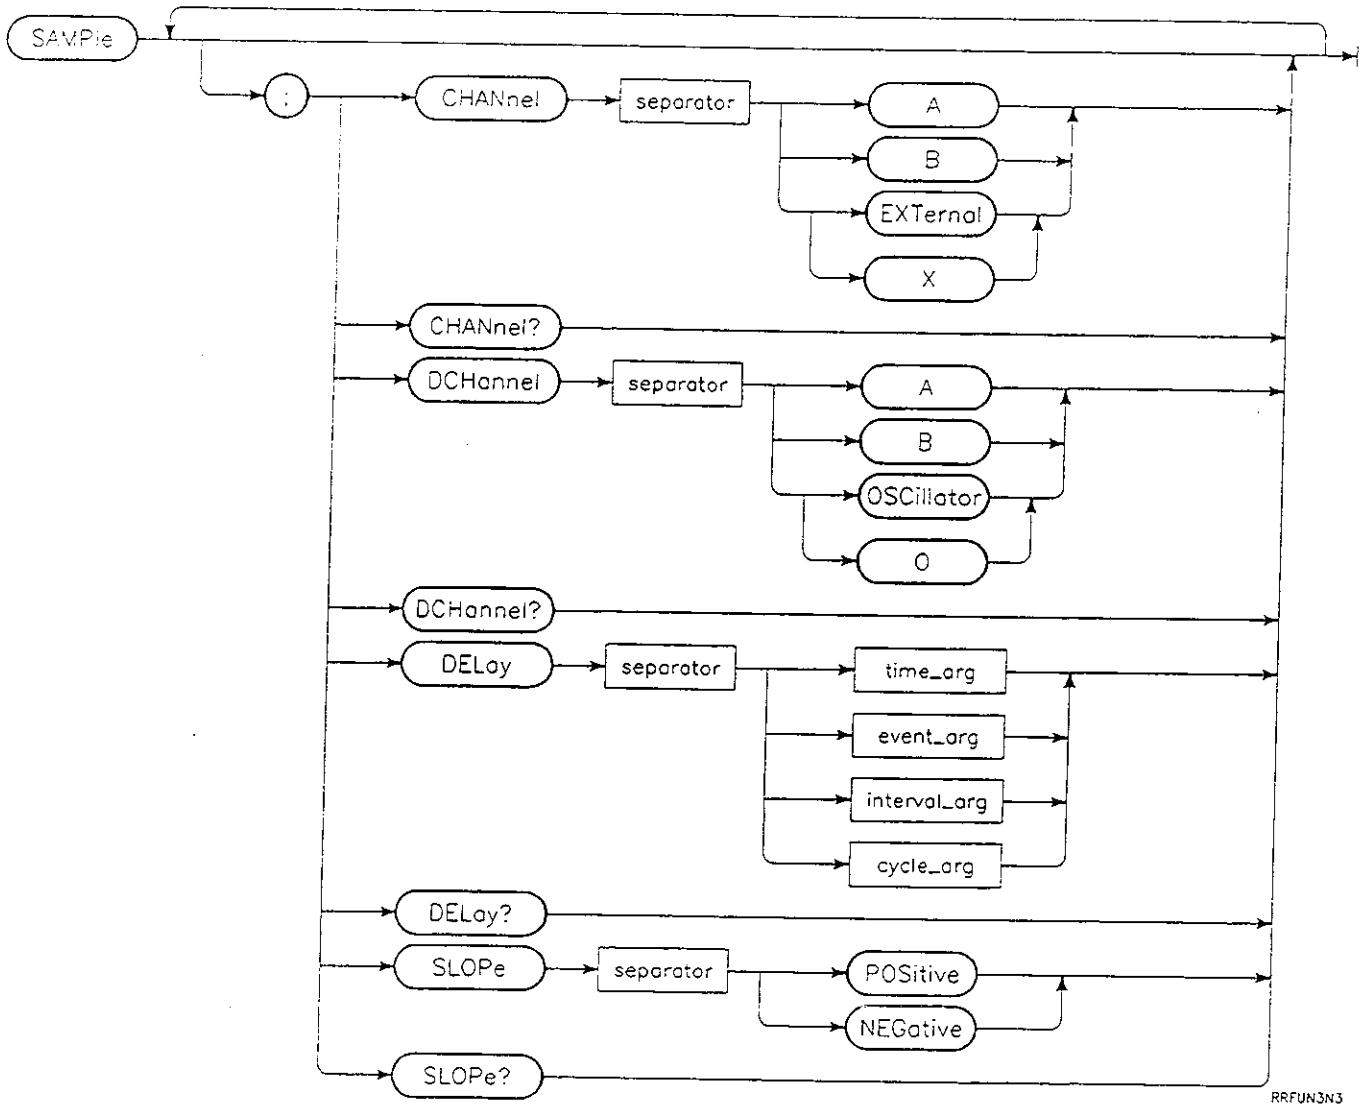 SAMPle
: CHANnel separator A
B
EXTernal
X
CHANnel?
DCHannel separator A
B
OSCillator
O
DCHannel?
DELay separator time_arg
event_arg
interval_arg
cycle_arg
DELay?
SLOPe separator POSitive
NEGative
SLOPe?
RRFUN3N3